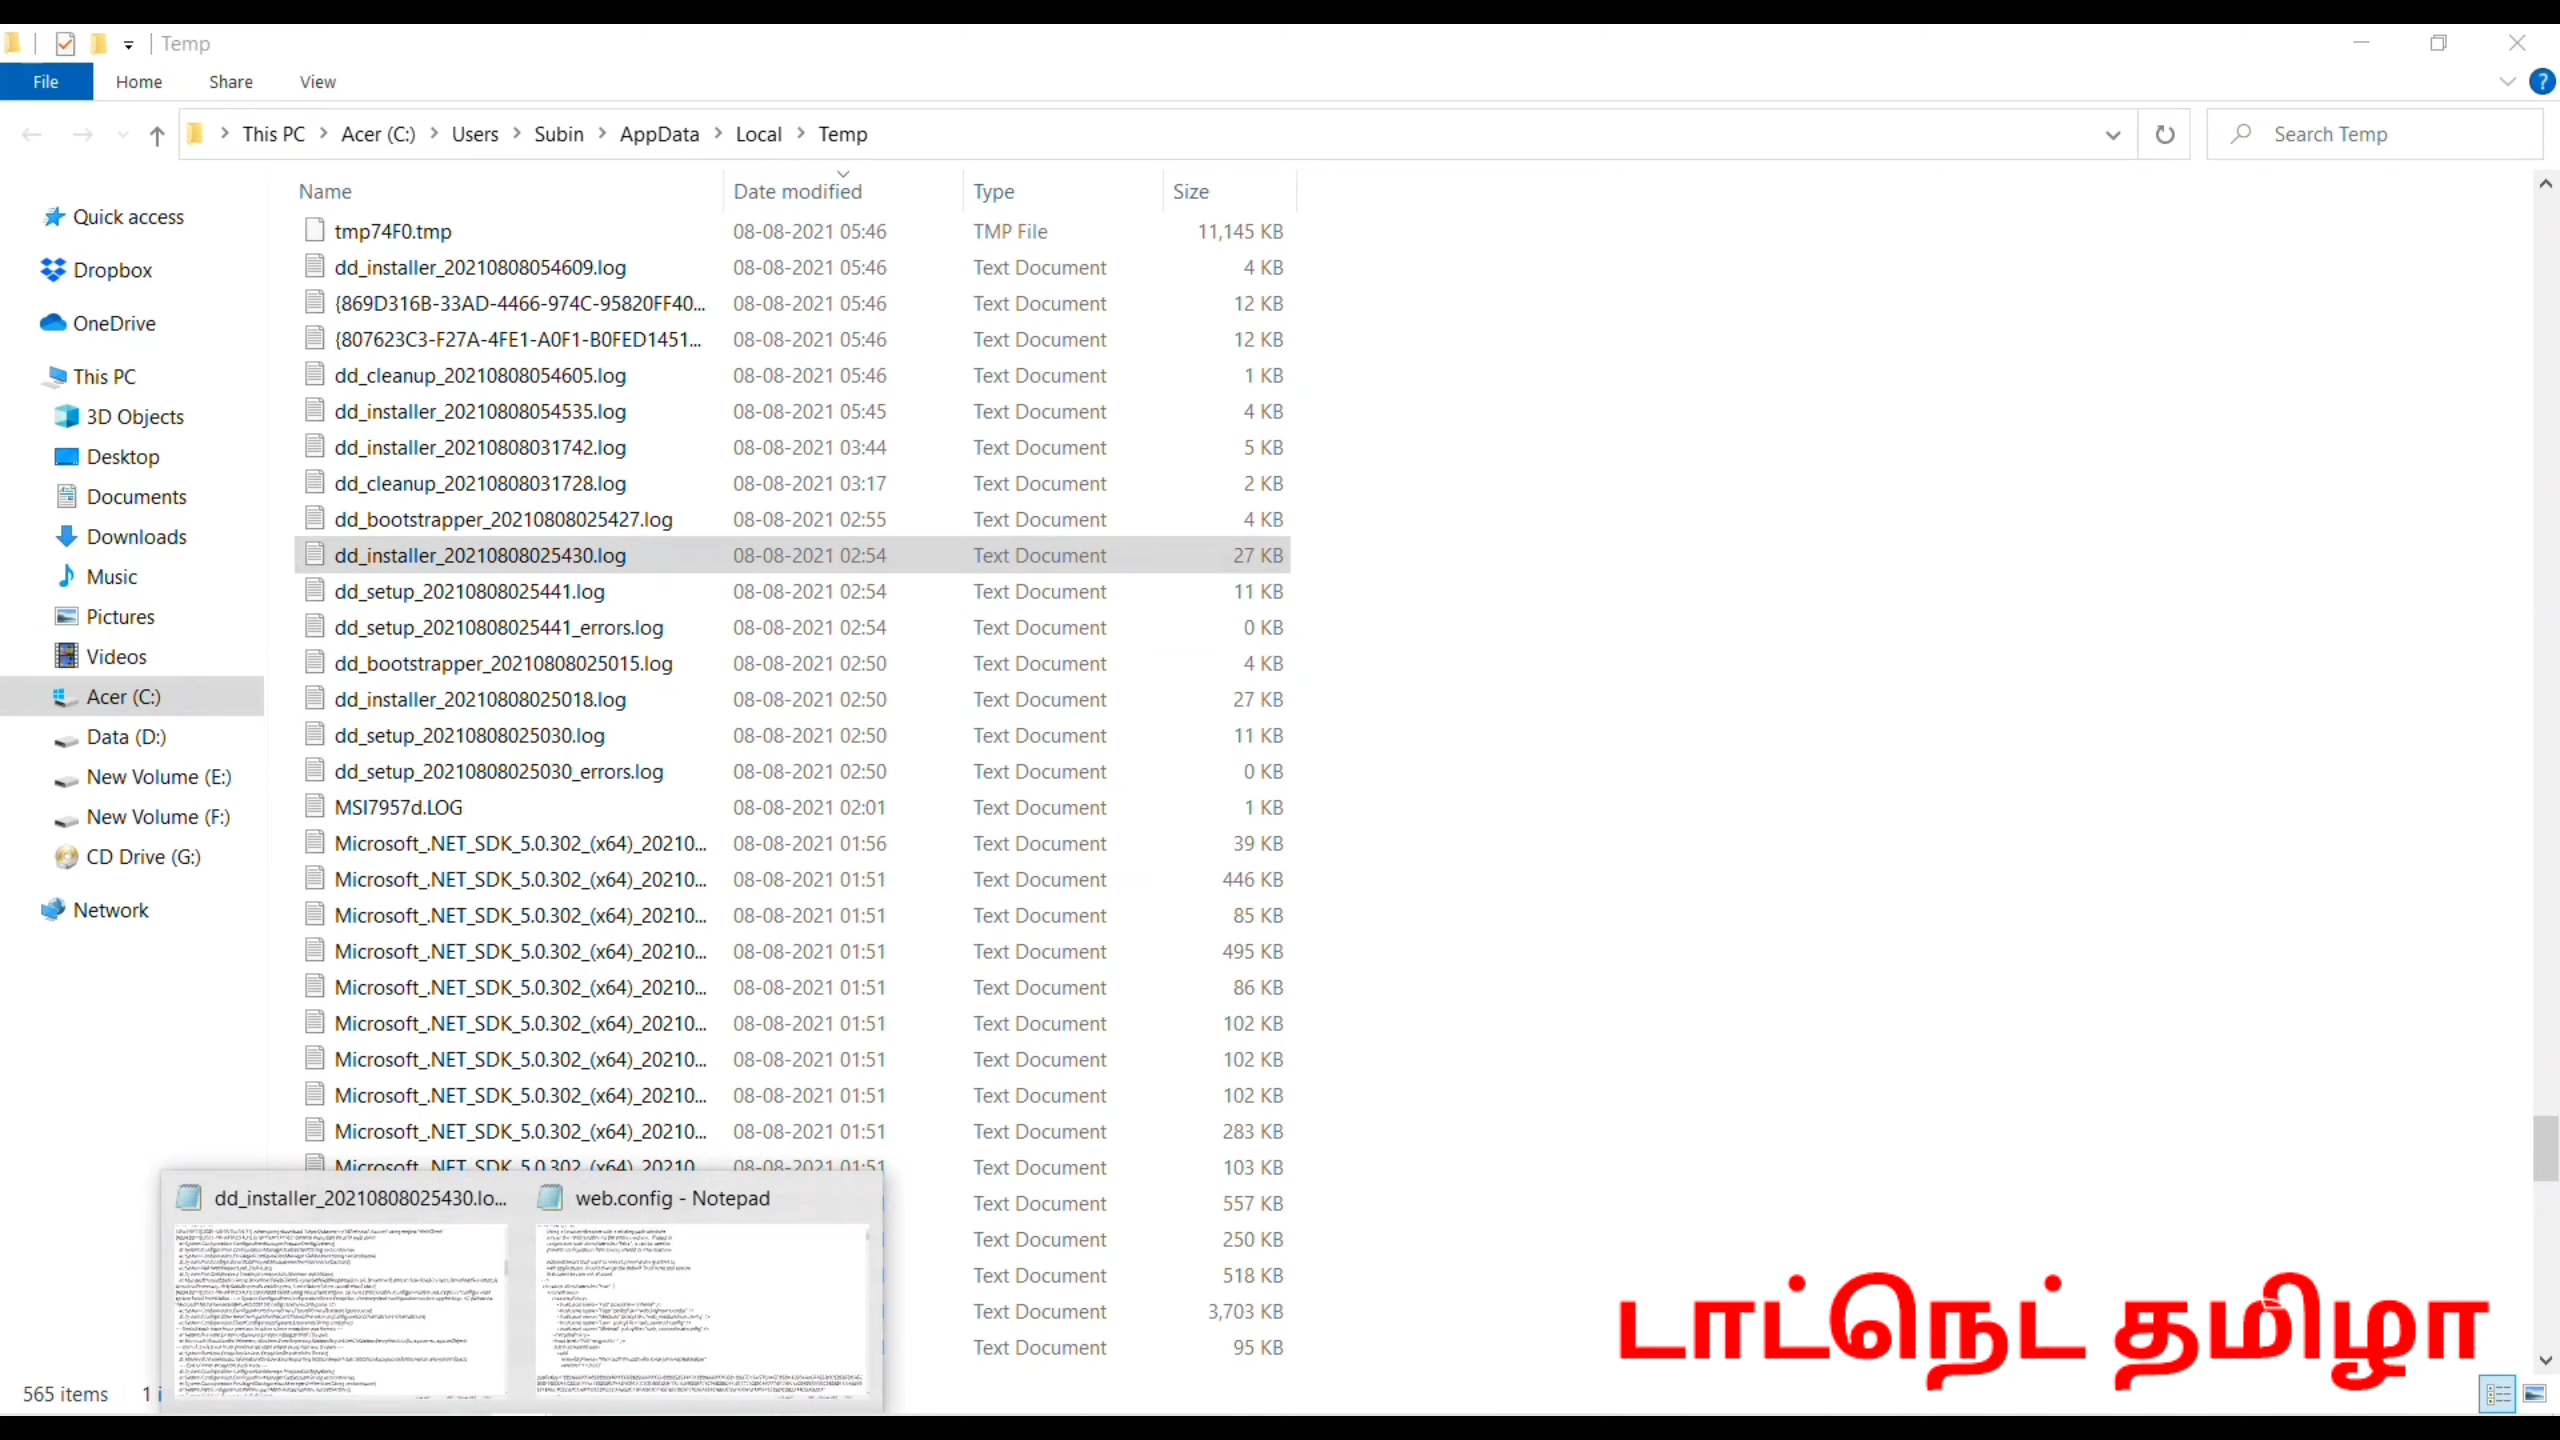 Temp
File Home Share View
This PC Acer (C:) Users Subin AppData Local Temp
Search Temp
Name Date modified Type Size
Quick access
Dropbox
OneDrive
This PC
3D Objects
Desktop
Documents
Downloads
Music
Pictures
Videos
Acer (C:)
Data (D:)
New Volume (E:)
New Volume (F:)
CD Drive (G:)
Network
tmp74F0.tmp 08-08-2021 05:46 TMP File 11,145 KB
dd_installer_20210808054609.log 08-08-2021 05:46 Text Document 4 KB
{869D316B-33AD-4466-974C-95820FF40... 08-08-2021 05:46 Text Document 12 KB
{807623C3-F27A-4FE1-A0F1-B0FED1451... 08-08-2021 05:46 Text Document 12 KB
dd_cleanup_20210808054605.log 08-08-2021 05:46 Text Document 1 KB
dd_installer_20210808054535.log 08-08-2021 05:45 Text Document 4 KB
dd_installer_20210808031742.log 08-08-2021 03:44 Text Document 5 KB
dd_cleanup_20210808031728.log 08-08-2021 03:17 Text Document 2 KB
dd_bootstrapper_20210808025427.log 08-08-2021 02:55 Text Document 4 KB
dd_installer_20210808025430.log 08-08-2021 02:54 Text Document 27 KB
dd_setup_20210808025441.log 08-08-2021 02:54 Text Document 11 KB
dd_setup_20210808025441_errors.log 08-08-2021 02:54 Text Document 0 KB
dd_bootstrapper_20210808025015.log 08-08-2021 02:50 Text Document 4 KB
dd_installer_20210808025018.log 08-08-2021 02:50 Text Document 27 KB
dd_setup_20210808025030.log 08-08-2021 02:50 Text Document 11 KB
dd_setup_20210808025030_errors.log 08-08-2021 02:50 Text Document 0 KB
MSI7957d.LOG 08-08-2021 02:01 Text Document 1 KB
Microsoft_.NET_SDK_5.0.302_(x64)_20210... 08-08-2021 01:56 Text Document 39 KB
Microsoft_.NET_SDK_5.0.302_(x64)_20210... 08-08-2021 01:51 Text Document 446 KB
Microsoft_.NET_SDK_5.0.302_(x64)_20210... 08-08-2021 01:51 Text Document 85 KB
Microsoft_.NET_SDK_5.0.302_(x64)_20210... 08-08-2021 01:51 Text Document 495 KB
Microsoft_.NET_SDK_5.0.302_(x64)_20210... 08-08-2021 01:51 Text Document 86 KB
Microsoft_.NET_SDK_5.0.302_(x64)_20210... 08-08-2021 01:51 Text Document 102 KB
Microsoft_.NET_SDK_5.0.302_(x64)_20210... 08-08-2021 01:51 Text Document 102 KB
Microsoft_.NET_SDK_5.0.302_(x64)_20210... 08-08-2021 01:51 Text Document 102 KB
Microsoft_.NET_SDK_5.0.302_(x64)_20210... 08-08-2021 01:51 Text Document 283 KB
Microsoft_.NET_SDK_5.0.302_(x64)_20210 08-08-2021 01:51 Text Document 103 KB
Text Document 557 KB
Text Document 250 KB
Text Document 518 KB
Text Document 3,703 KB
Text Document 95 KB
dd_installer_20210808025430.lo... web.config - Notepad
டாட்நெட் தமிழா
565 items 1 i